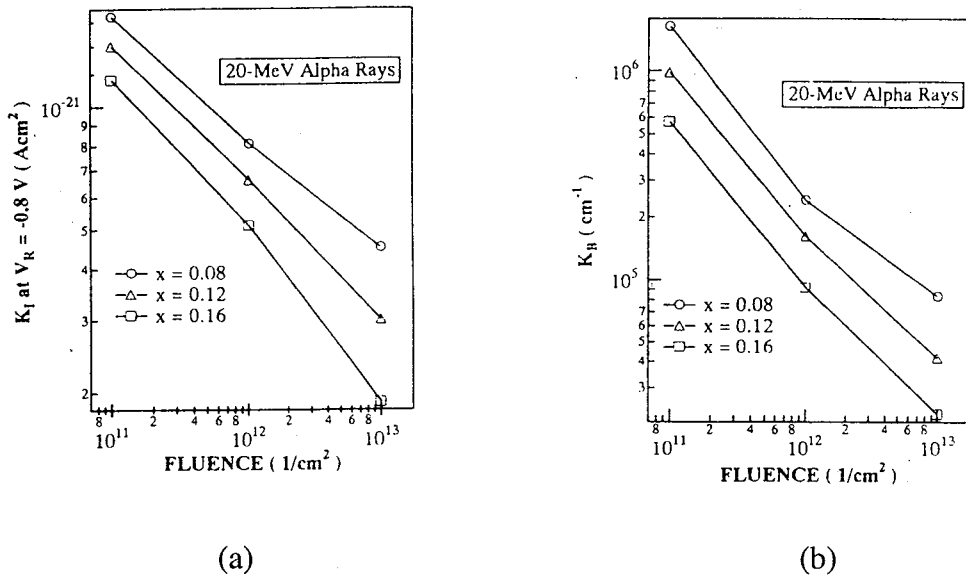 20-MeV Alpha Rays
K_I at V_R = -0.8 V ( Acm^2 )
10^-21
9
8
7
6
5
4
3
2
x = 0.08
x = 0.12
x = 0.16
8 2 4 6 8 2 4 6 8
10^11 10^12 10^13
FLUENCE ( 1/cm^2 )
(a)
20-MeV Alpha Rays
K_B ( cm^-1 )
10^6
9
8
7
6
5
4
3
2
10^5
7
6
5
4
3
x = 0.08
x = 0.12
x = 0.16
8 2 4 6 8 2 4 6 8
10^11 10^12 10^13
FLUENCE ( 1/cm^2 )
(b)